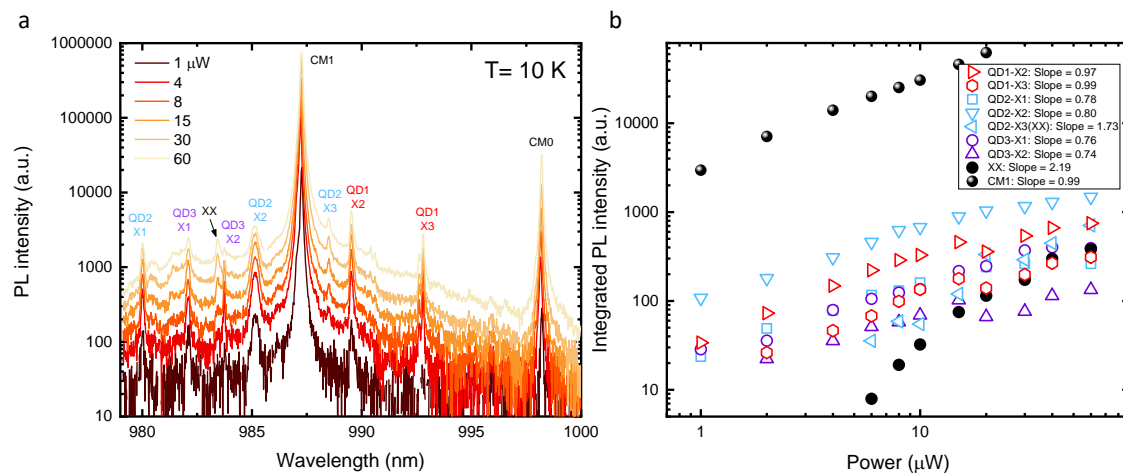 a
b
1000000
100000
10000
1000
100
10
PL intensity (a.u.)
1 μW
4
8
15
30
60
T= 10 K
CM1
CM0
QD2
X1
QD3
X1
XX
QD3
X2
QD2
X2
QD2
X3
QD1
X2
QD1
X3
980
985
990
995
1000
Wavelength (nm)
10000
1000
100
10
Integrated PL intensity (a.u.)
QD1-X2: Slope = 0.97
QD1-X3: Slope = 0.99
QD2-X1: Slope = 0.78
QD2-X2: Slope = 0.80
QD2-X3(XX): Slope = 1.73
QD3-X1: Slope = 0.76
QD3-X2: Slope = 0.74
XX: Slope = 2.19
CM1: Slope = 0.99
1
10
Power (μW)